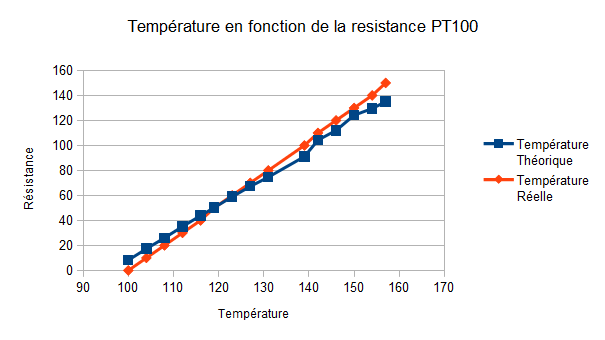 Température en fonction de la resistance PT100
160
140
120
100
80
60
40
20
0
90 100 110 120 130 140 150 160 170
Résistance
Température
Température
Théorique
Température
Réelle